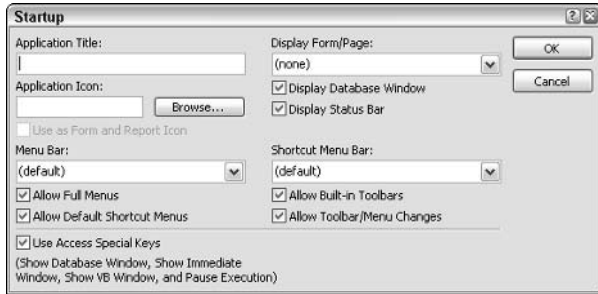 Startup
Application Title:
Display Form/Page:
OK
(none)
Cancel
Application Icon:
Display Database Window
Browse...
Display Status Bar
Use as Form and Report Icon
Menu Bar:
Shortcut Menu Bar:
(default)
(default)
Allow Full Menus
Allow Built-in Toolbars
Allow Default Shortcut Menus
Allow Toolbar/Menu Changes
Use Access Special Keys
(Show Database Window, Show Immediate
Window, Show VB Window, and Pause Execution)